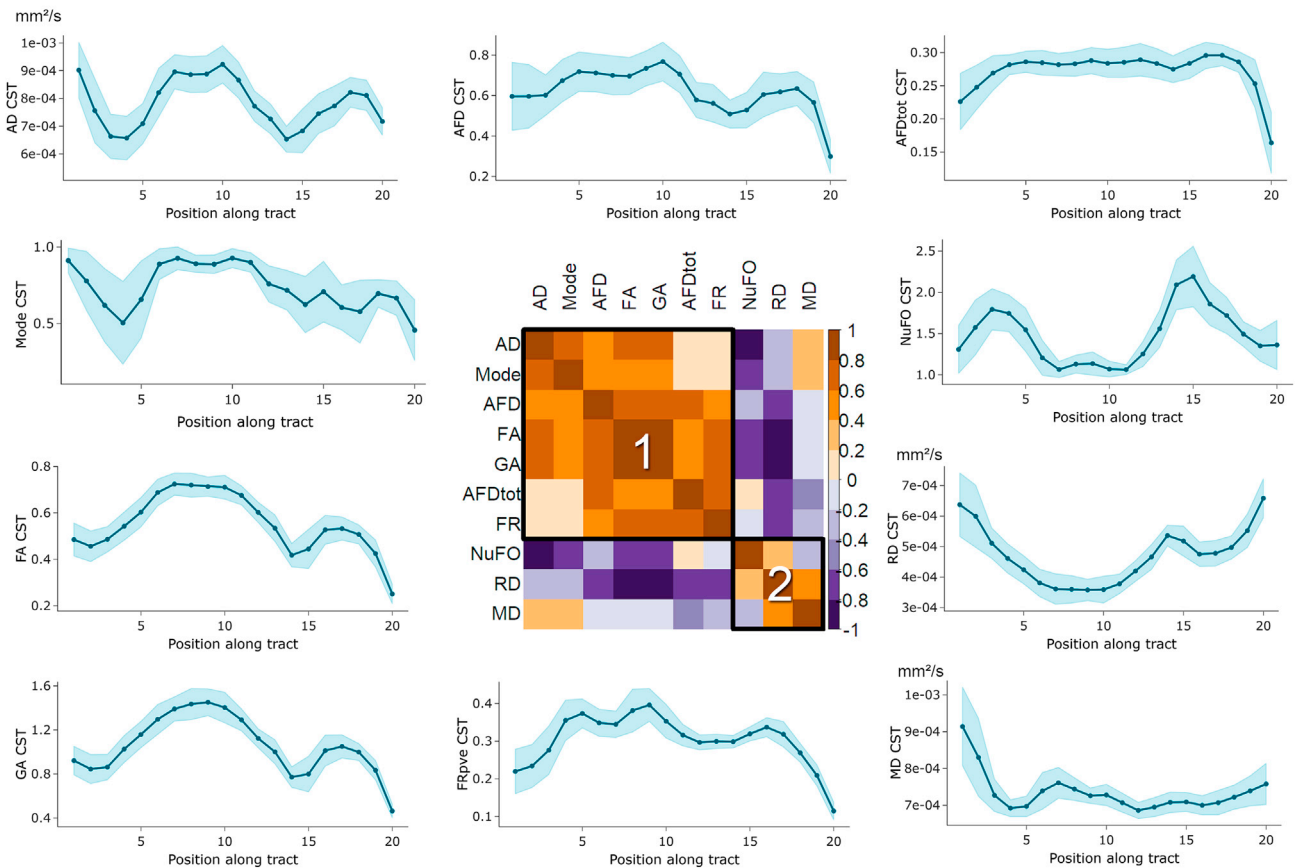 mm²/s
AD CST
1e-03
9e-04
8e-04
7e-04
6e-04
5
10
15
20
Position along tract
AFD CST
0.8
0.6
0.4
0.2
5
10
15
20
Position along tract
AFDtot CST
0.30
0.25
0.20
0.15
5
10
15
20
Position along tract
Mode CST
1.0
0.5
5
10
15
20
Position along tract
AD
Mode
AFD
FA
GA
AFDtot
FR
NuFO
RD
MD
AD
Mode
AFD
FA
GA
AFDtot
FR
NuFO
RD
MD
1
2
1
0.8
0.6
0.4
0.2
0
-0.2
-0.4
-0.6
-0.8
-1
NuFO CST
2.5
2.0
1.5
1.0
5
10
15
20
Position along tract
FA CST
0.8
0.6
0.4
0.2
5
10
15
20
Position along tract
mm²/s
RD CST
7e-04
6e-04
5e-04
4e-04
3e-04
5
10
15
20
Position along tract
GA CST
1.6
1.2
0.8
0.4
5
10
15
20
Position along tract
FRpve CST
0.4
0.3
0.2
0.1
5
10
15
20
Position along tract
mm²/s
MD CST
1e-03
9e-04
8e-04
7e-04
5
10
15
20
Position along tract